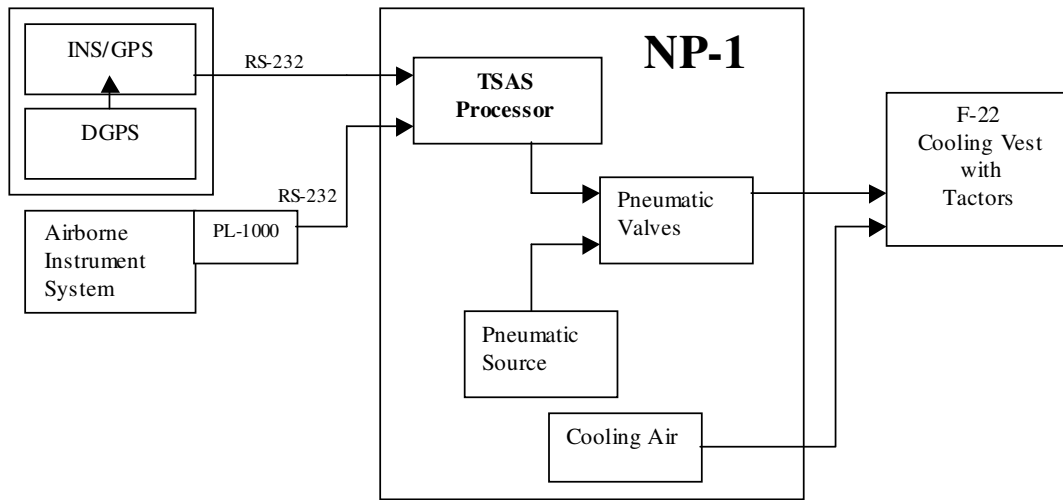 INS/GPS
DGPS
RS-232
RS-232
Airborne
Instrument
System
PL-1000
NP-1
TSAS
Processor
Pneumatic
Valves
Pneumatic
Source
Cooling Air
F-22
Cooling Vest
with
Tactors